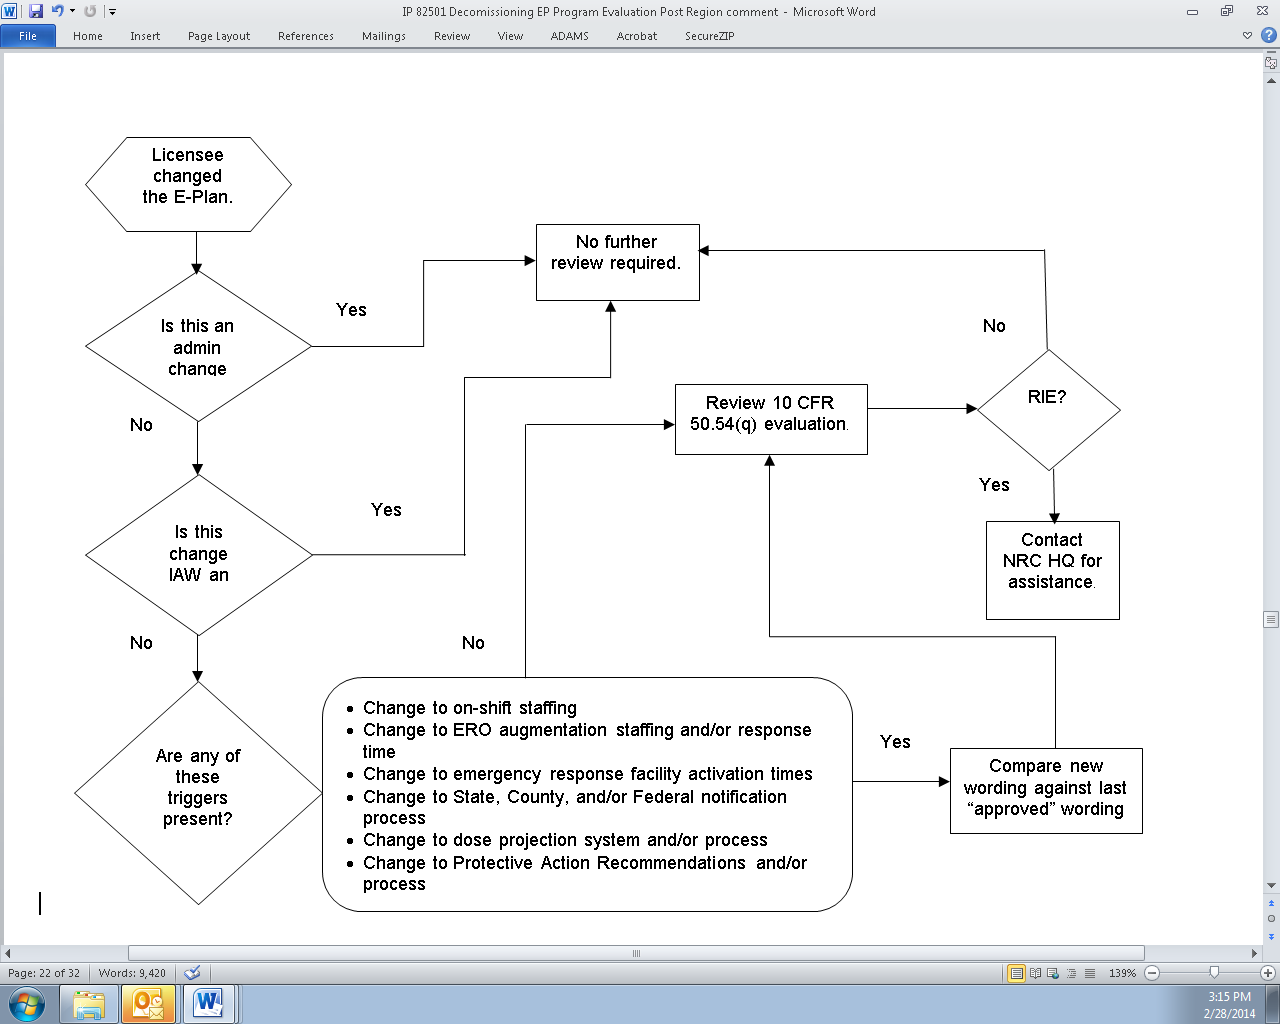 IP 82501 Decomissioning EP Program Evaluation Post Region comment - Microsoft Word
File Home Insert Page Layout References Mailings Review View ADAMS Acrobat SecureZIP
Licensee
changed
the E-Plan.
No further
review required.
Yes
Is this an
admin
change
No
No
RIE?
Review 10 CFR
50.54(q) evaluation.
Yes
Yes
Is this
change
IAW an
Contact
NRC HQ for
assistance.
No
No
Are any of
these
triggers
present?
• Change to on-shift staffing
• Change to ERO augmentation staffing and/or response
time
• Change to emergency response facility activation times
• Change to State, County, and/or Federal notification
process
• Change to dose projection system and/or process
• Change to Protective Action Recommendations and/or
process
Yes
Compare new
wording against last
“approved” wording
Page: 22 of 32 Words: 9,420 139%
3:15 PM
2/28/2014